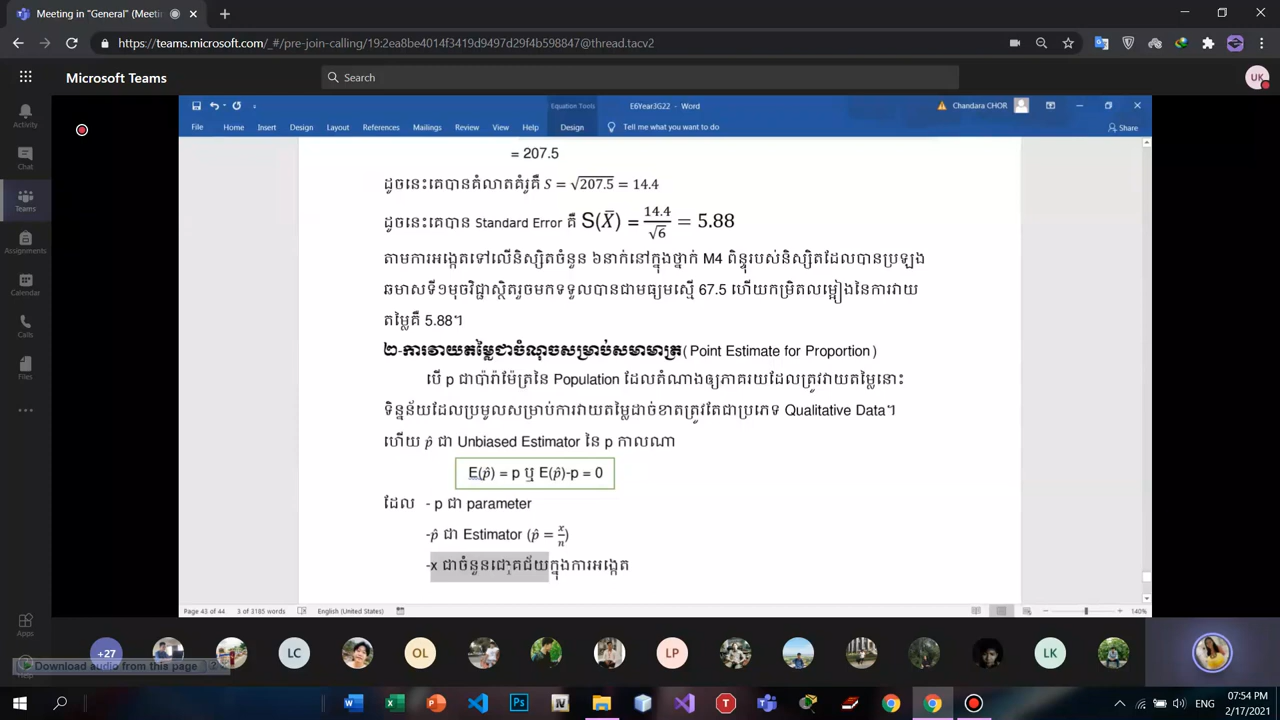 Meeting in "General" (Meetin
https://teams.microsoft.com/_#/pre-join-calling/19:2ea8be4014f3419d9497d29f4b598847@thread.tacv2
Microsoft Teams
Search
UK
Activity
Chat
Teams
Assignments
Calendar
Calls
Files
Apps
Help
Equation Tools
E6Year3G22 - Word
Chandara CHOR
File Home Insert Design Layout References Mailings Review View Help Design Tell me what you want to do Share
= 207.5
ដូចនេះគេបានគំលាតគំរូគឺ S = √207.5 = 14.4
ដូចនេះគេបាន Standard Error គឺ S(X̄) = 14.4/√6 = 5.88
តាមការអង្កេតទៅលើនិស្សិតចំនួន ៦នាក់នៅក្នុងថ្នាក់ M4 ពិន្ទុរបស់និស្សិតដែលបានប្រឡង
ឆមាសទី១មុចវិជ្ជាស្ថិតរួចមកទទួលបានជាមធ្យមស្មើ 67.5 ហើយកម្រិតលម្អៀងនៃការវាយ
តម្លៃគឺ 5.88។
២-ការវាយតម្លៃជាចំណុចសម្រាប់សមាមាត្រ(Point Estimate for Proportion)
បើ p ជាប៉ារ៉ាម៉ែត្រនៃ Population ដែលតំណាងឲ្យភាគរយដែលត្រូវវាយតម្លៃនោះ
ទិន្នន័យដែលប្រមូលសម្រាប់ការវាយតម្លៃដាច់ខាតត្រូវតែជាប្រភេទ Qualitative Data។
ហើយ p̂ ជា Unbiased Estimator នៃ p កាលណា
E(p̂) = p ឬ E(p̂)-p = 0
ដែល - p ជា parameter
-p̂ ជា Estimator (p̂ = x/n)
-x ជាចំនួនជោគជ័យក្នុងការអង្កេត
Page 43 of 44 3 of 3185 words English (United States) 140%
+27 LC OL LP LK
Download audio from this page
ENG
07:54 PM
2/17/2021